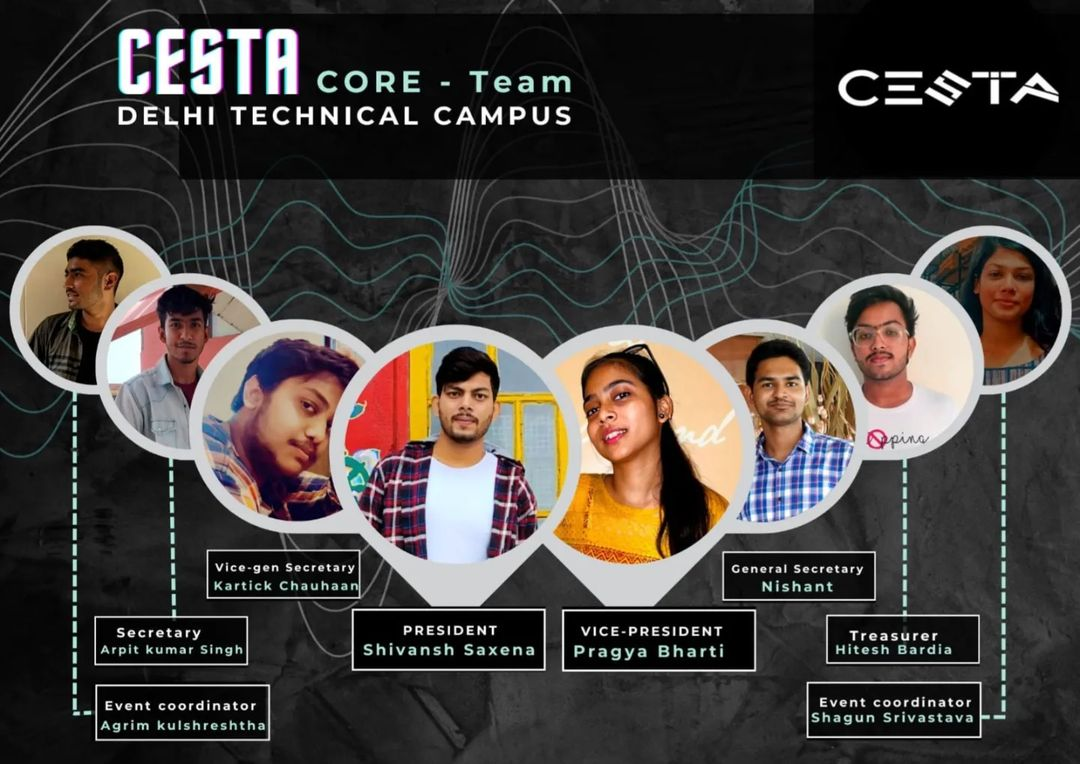 CESTA CORE - Team
DELHI TECHNICAL CAMPUS
CESTA
Vice-gen Secretary
Kartick Chauhaan
General Secretary
Nishant
PRESIDENT
Shivansh Saxena
VICE-PRESIDENT
Pragya Bharti
Secretary
Arpit kumar Singh
Treasurer
Hitesh Bardia
Event coordinator
Agrim kulshreshtha
Event coordinator
Shagun Srivastava